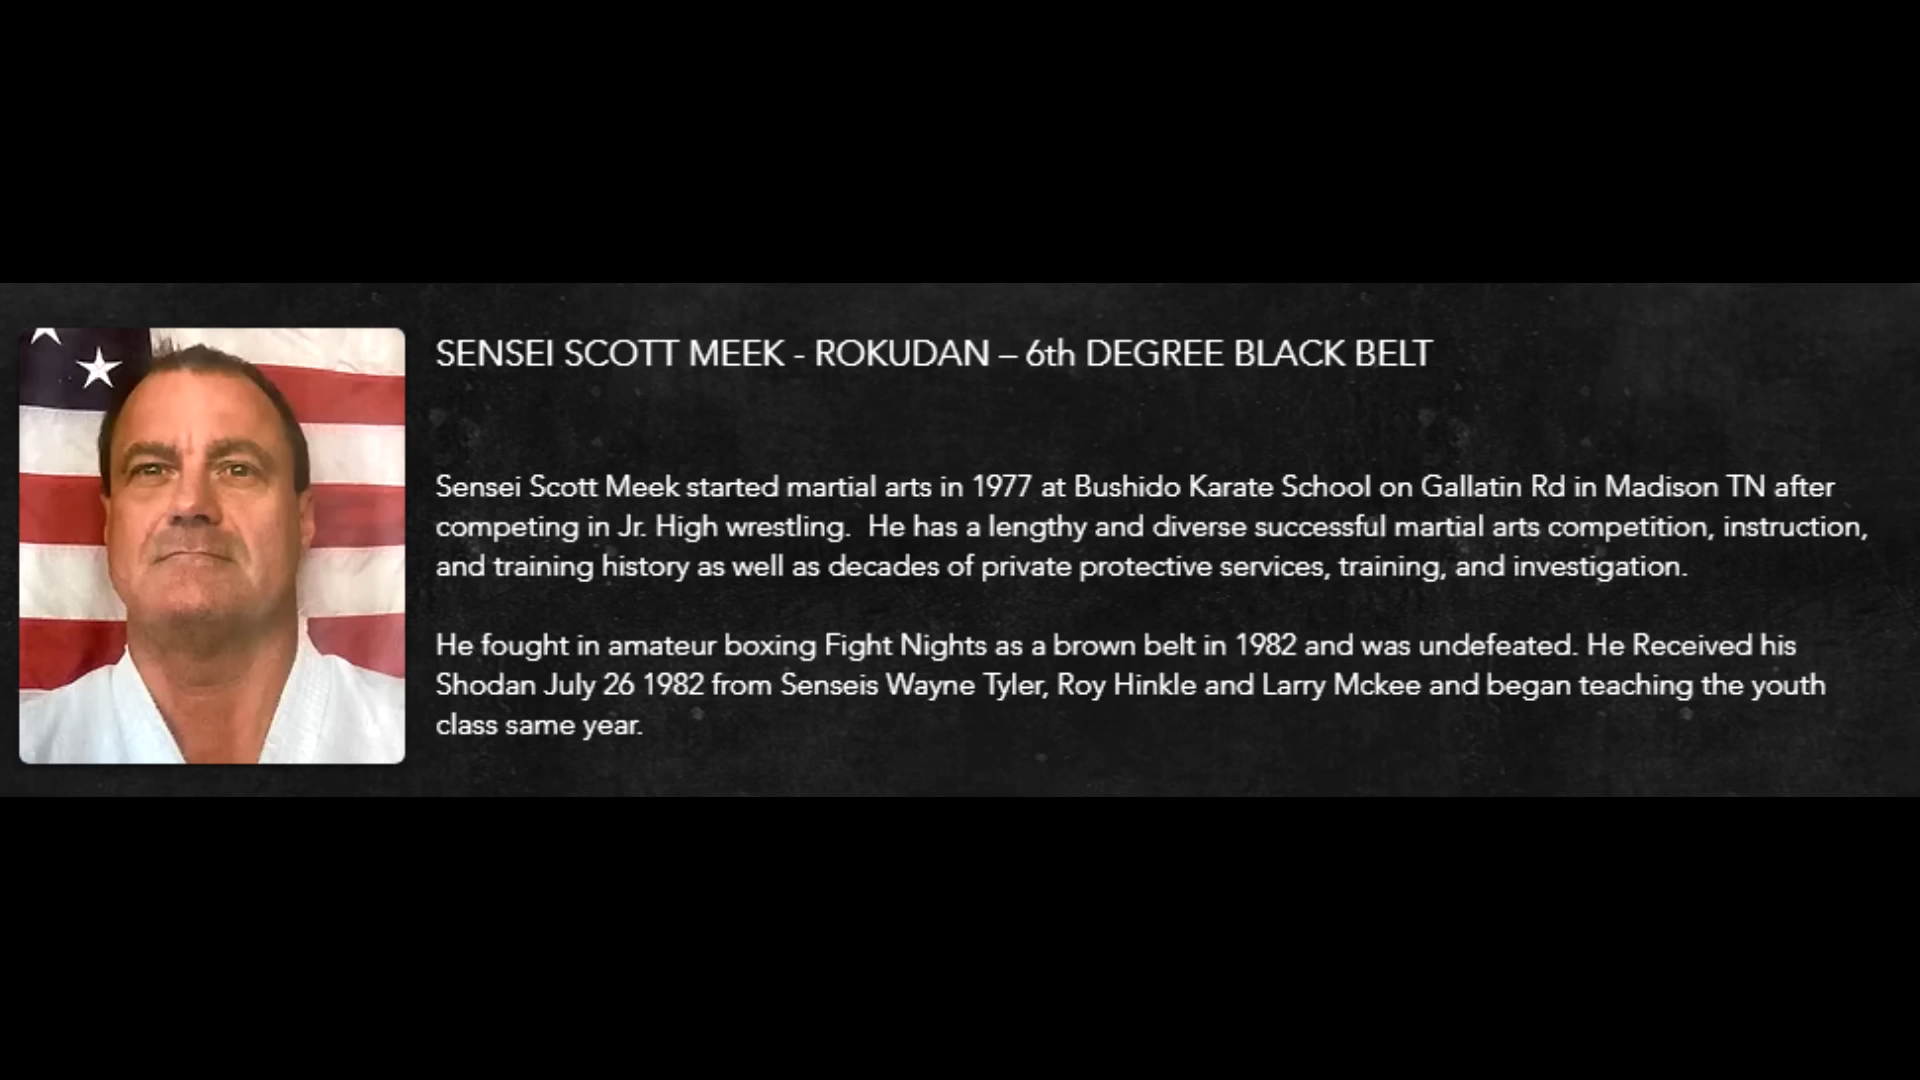 SENSEI SCOTT MEEK - ROKUDAN – 6th DEGREE BLACK BELT
Sensei Scott Meek started martial arts in 1977 at Bushido Karate School on Gallatin Rd in Madison TN after
competing in Jr. High wrestling.  He has a lengthy and diverse successful martial arts competition, instruction,
and training history as well as decades of private protective services, training, and investigation.
He fought in amateur boxing Fight Nights as a brown belt in 1982 and was undefeated. He Received his
Shodan July 26 1982 from Senseis Wayne Tyler, Roy Hinkle and Larry Mckee and began teaching the youth
class same year.